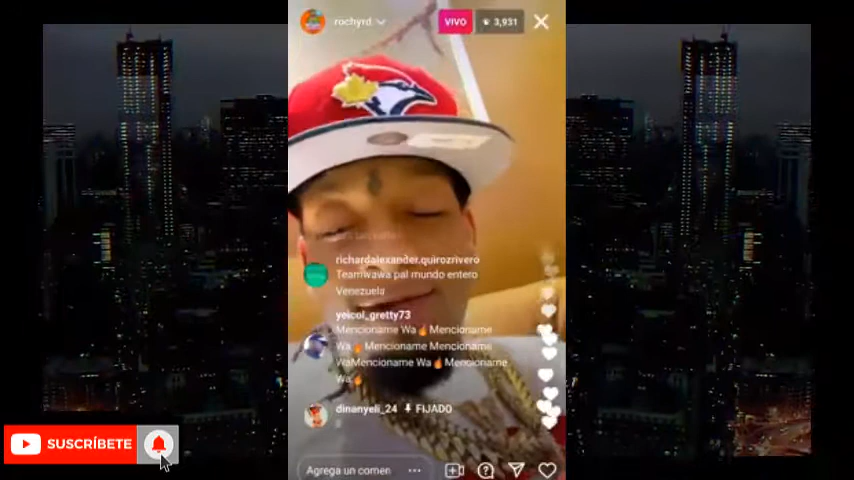 rochyrd
VIVO
3,931
richardalexander.quirozrivero
Teamwawa pal mundo entero
Venezuela
yeicol_gretty73
Mencioname Wa🔥Mencioname
Wa🔥Mencioname Mencioname
WaMencioname Wa🔥Mencioname
Wa🔥
dinanyeli_24 FIJADO
Agrega un comen
SUSCRÍBETE